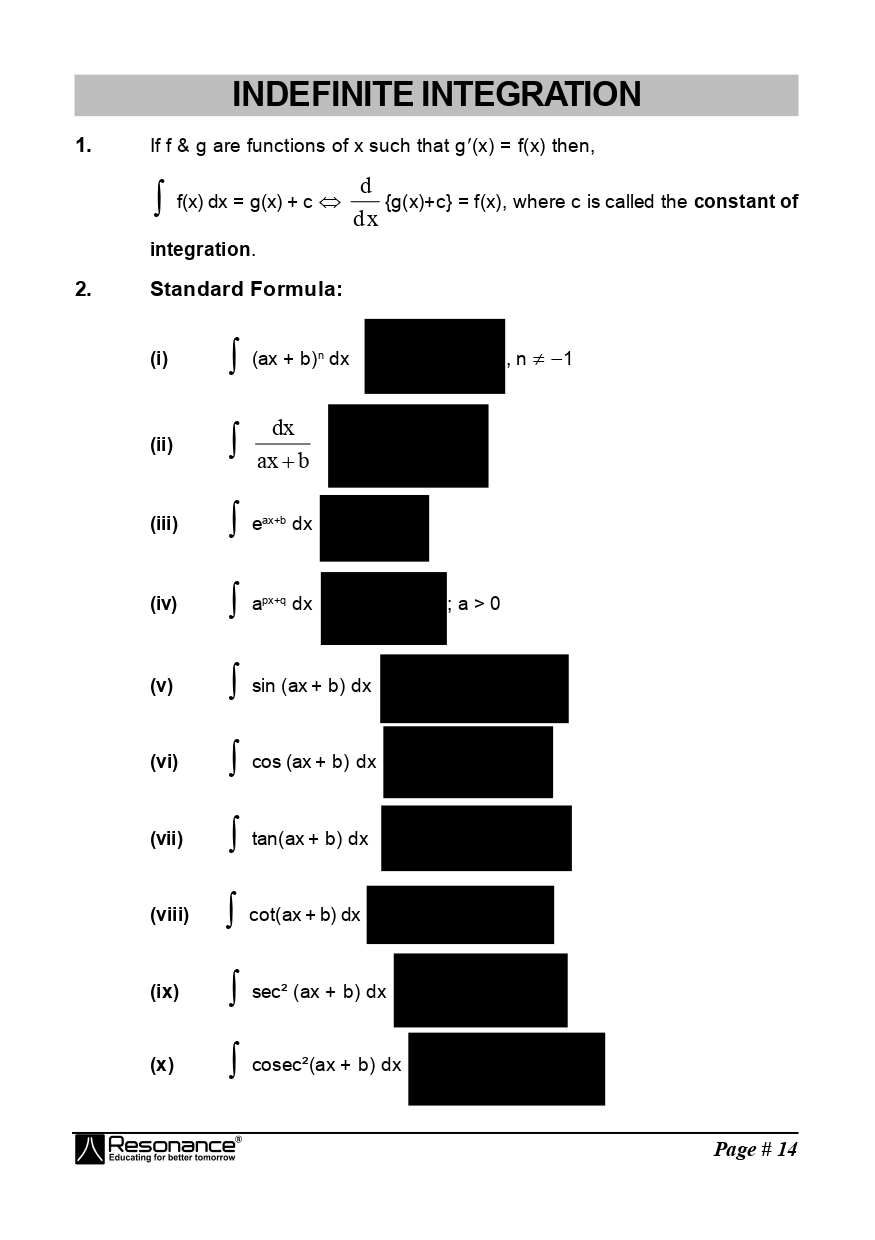 INDEFINITE INTEGRATION
1. If f & g are functions of x such that g′(x) = f(x) then,
∫ f(x) dx = g(x) + c ⇔ d/dx {g(x)+c} = f(x), where c is called the constant of
integration.
2. Standard Formula:
(i) ∫ (ax + b)ⁿ dx , n ≠ −1
(ii) ∫ dx/(ax + b)
(iii) ∫ e^(ax+b) dx
(iv) ∫ a^(px+q) dx ; a > 0
(v) ∫ sin (ax + b) dx
(vi) ∫ cos (ax + b) dx
(vii) ∫ tan(ax + b) dx
(viii) ∫ cot(ax + b) dx
(ix) ∫ sec² (ax + b) dx
(x) ∫ cosec²(ax + b) dx
Resonance®
Educating for better tomorrow
Page # 14